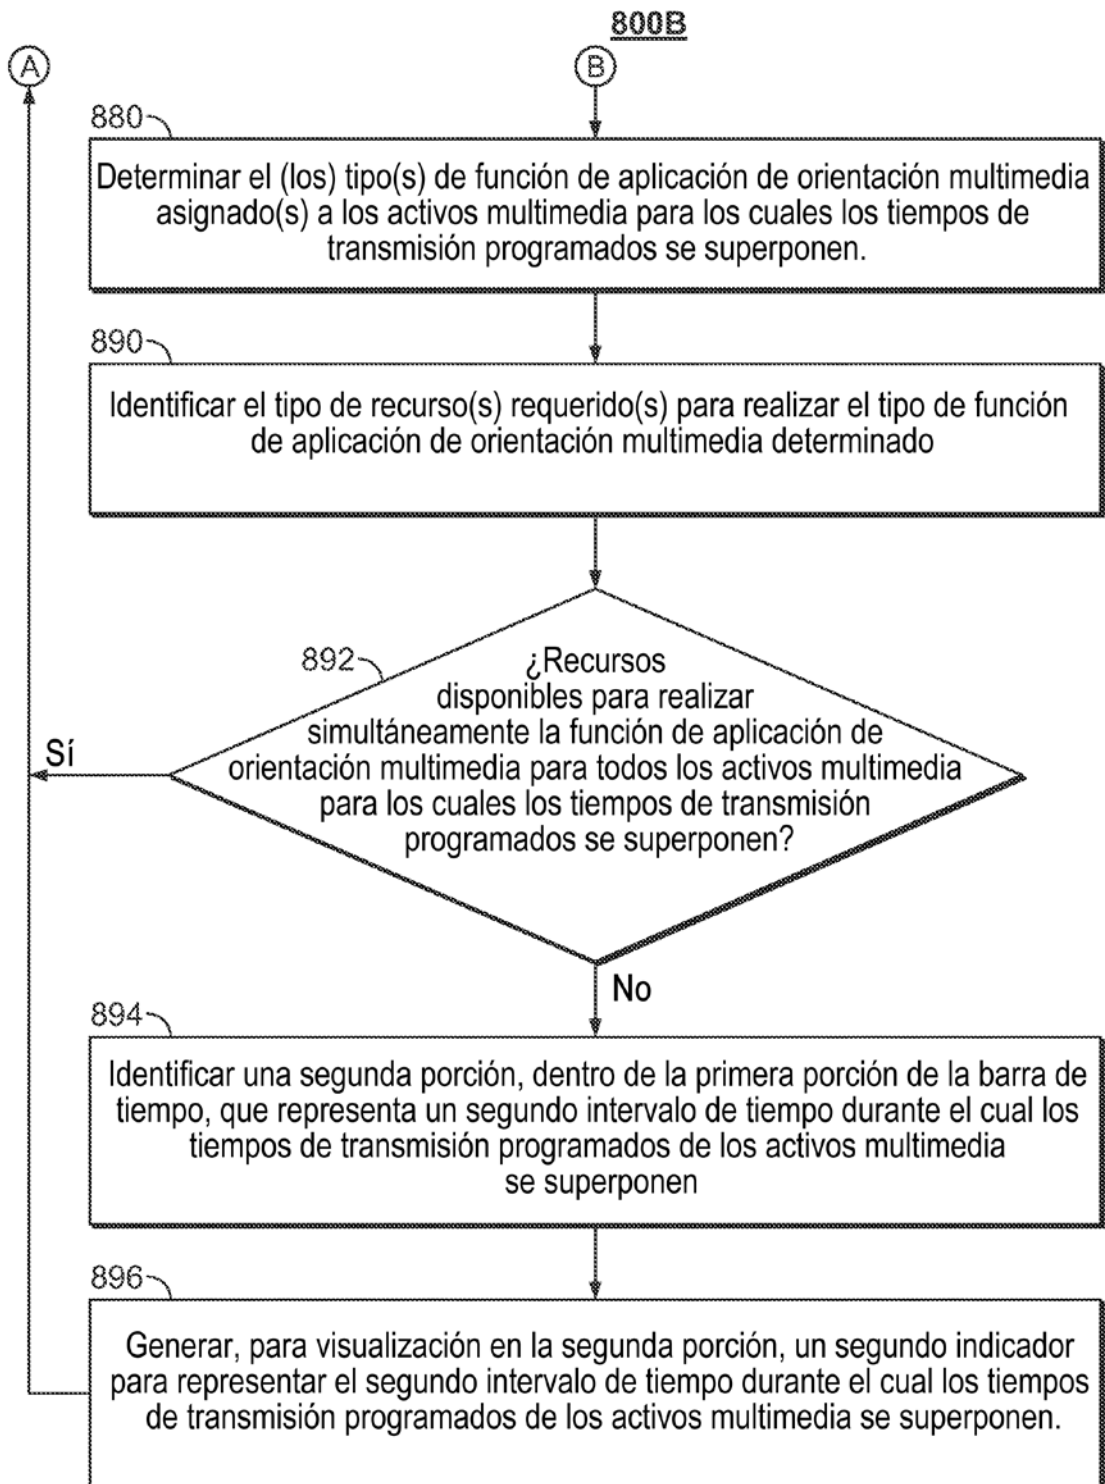 800B
A
B
880
Determinar el (los) tipo(s) de función de aplicación de orientación multimedia
asignado(s) a los activos multimedia para los cuales los tiempos de
transmisión programados se superponen.
890
Identificar el tipo de recurso(s) requerido(s) para realizar el tipo de función
de aplicación de orientación multimedia determinado
892
¿Recursos
disponibles para realizar
simultáneamente la función de aplicación de
orientación multimedia para todos los activos multimedia
para los cuales los tiempos de transmisión
programados se superponen?
Sí
No
894
Identificar una segunda porción, dentro de la primera porción de la barra de
tiempo, que representa un segundo intervalo de tiempo durante el cual los
tiempos de transmisión programados de los activos multimedia
se superponen
896
Generar, para visualización en la segunda porción, un segundo indicador
para representar el segundo intervalo de tiempo durante el cual los tiempos
de transmisión programados de los activos multimedia se superponen.